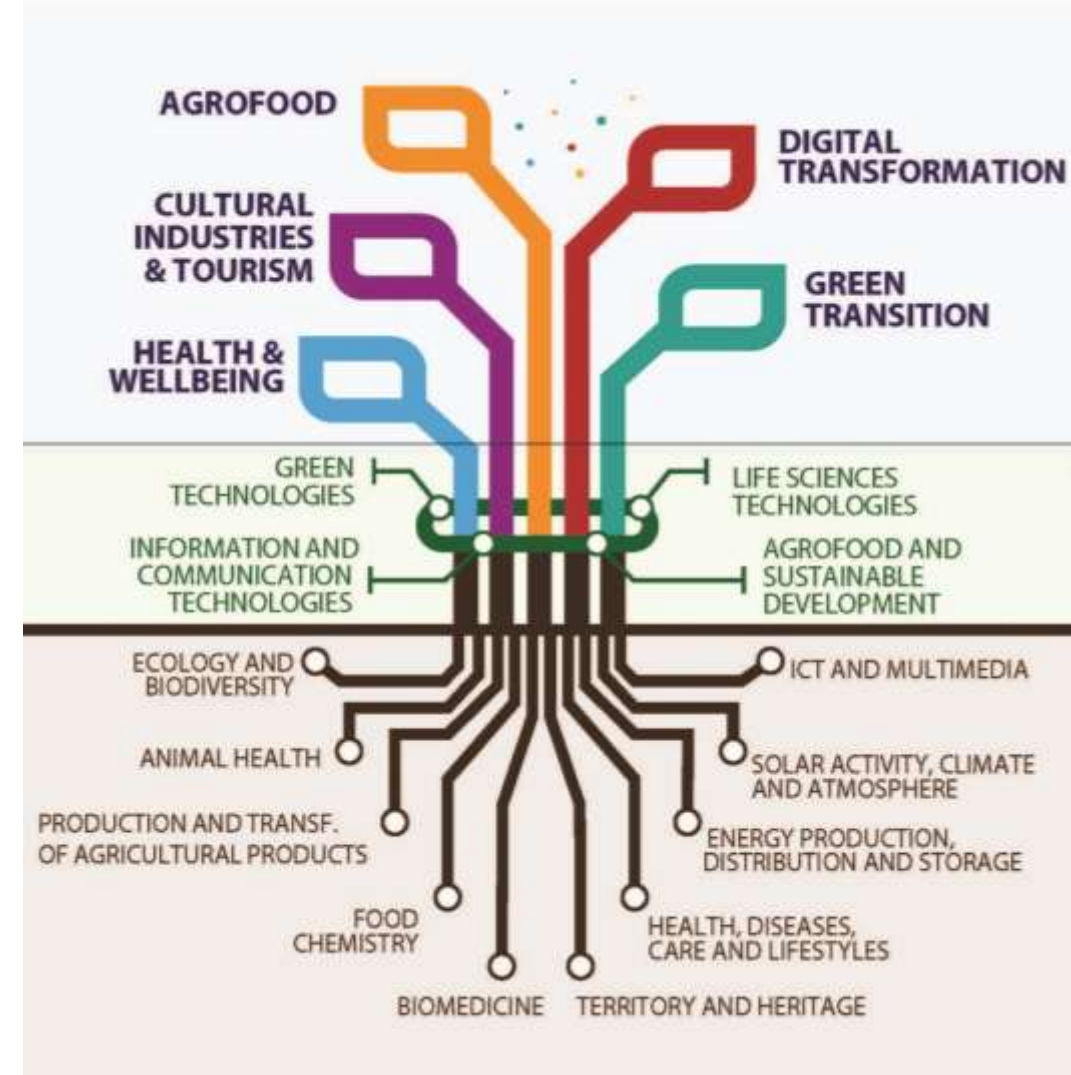 AGROFOOD
DIGITAL
TRANSFORMATION
CULTURAL
INDUSTRIES
& TOURISM
GREEN
TRANSITION
HEALTH &
WELLBEING
GREEN
TECHNOLOGIES
LIFE SCIENCES
TECHNOLOGIES
INFORMATION AND
COMMUNICATION
TECHNOLOGIES
AGROFOOD AND
SUSTAINABLE
DEVELOPMENT
ECOLOGY AND
BIODIVERSITY
ICT AND MULTIMEDIA
ANIMAL HEALTH
SOLAR ACTIVITY, CLIMATE
AND ATMOSPHERE
PRODUCTION AND TRANSF.
OF AGRICULTURAL PRODUCTS
ENERGY PRODUCTION,
DISTRIBUTION AND STORAGE
FOOD
CHEMISTRY
HEALTH, DISEASES,
CARE AND LIFESTYLES
BIOMEDICINE
TERRITORY AND HERITAGE